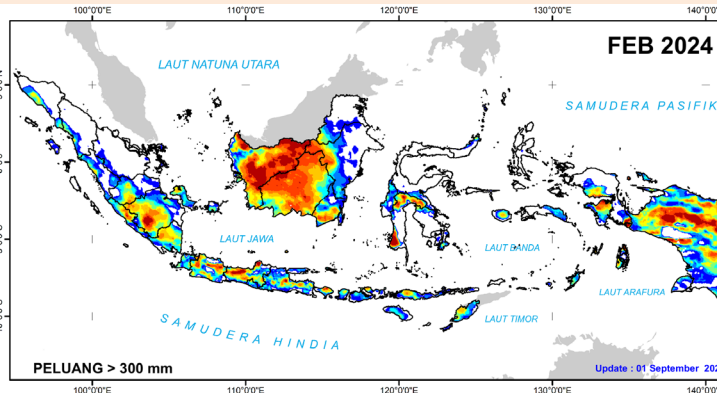 100°0'0"E 110°0'0"E 120°0'0"E 130°0'0"E 140°0'0"
FEB 2024
LAUT NATUNA UTARA
SAMUDERA PASIFIK
LAUT JAWA
LAUT BANDA
LAUT ARAFURA
LAUT TIMOR
SAMUDERA HINDIA
PELUANG > 300 mm
Update : 01 September 202
100°0'0"E 110°0'0"E 120°0'0"E 130°0'0"E 140°0'0"